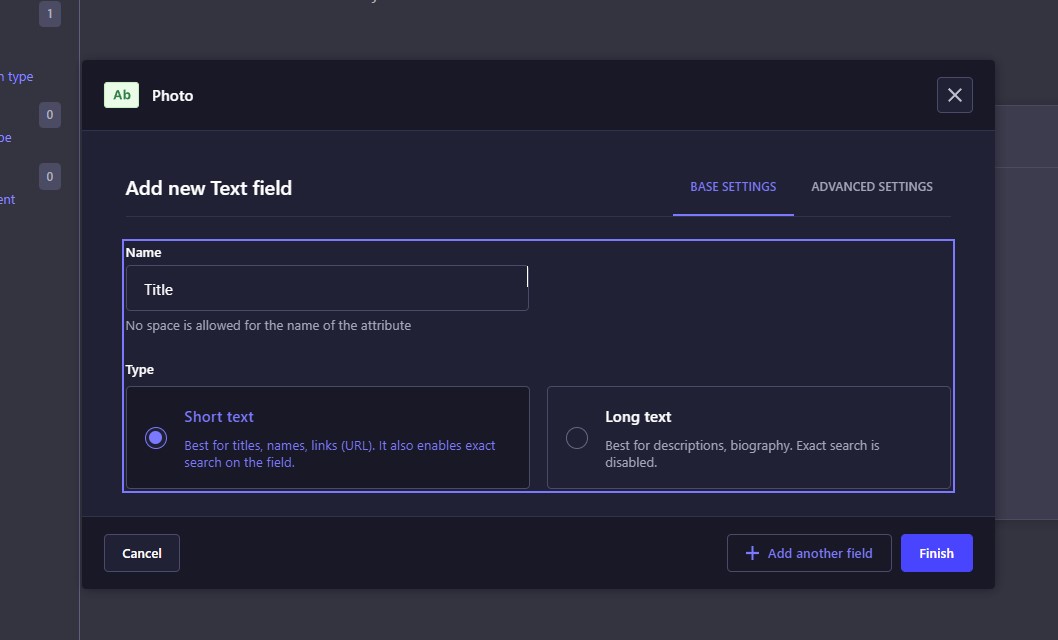 1
type
0
0
Ab Photo
Add new Text field
BASE SETTINGS
ADVANCED SETTINGS
Name
Title
No space is allowed for the name of the attribute
Type
Short text
Best for titles, names, links (URL). It also enables exact
search on the field.
Long text
Best for descriptions, biography. Exact search is
disabled.
Cancel
Add another field
Finish